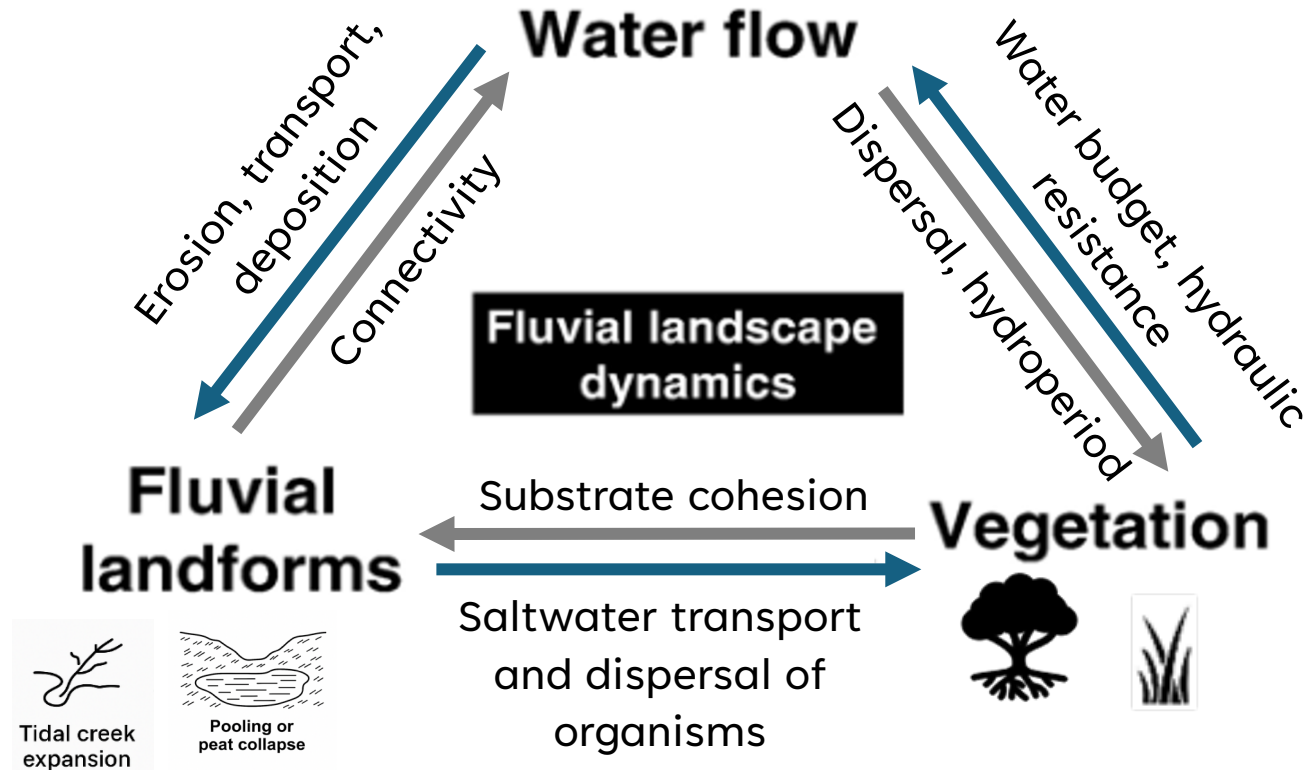 Water flow
Erosion, transport,
deposition
Connectivity
Water budget, hydraulic
resistance
Dispersal, hydroperiod
Fluvial landscape
dynamics
Fluvial
landforms
Substrate cohesion
Vegetation
Saltwater transport
and dispersal of
organisms
Tidal creek
expansion
Pooling or
peat collapse